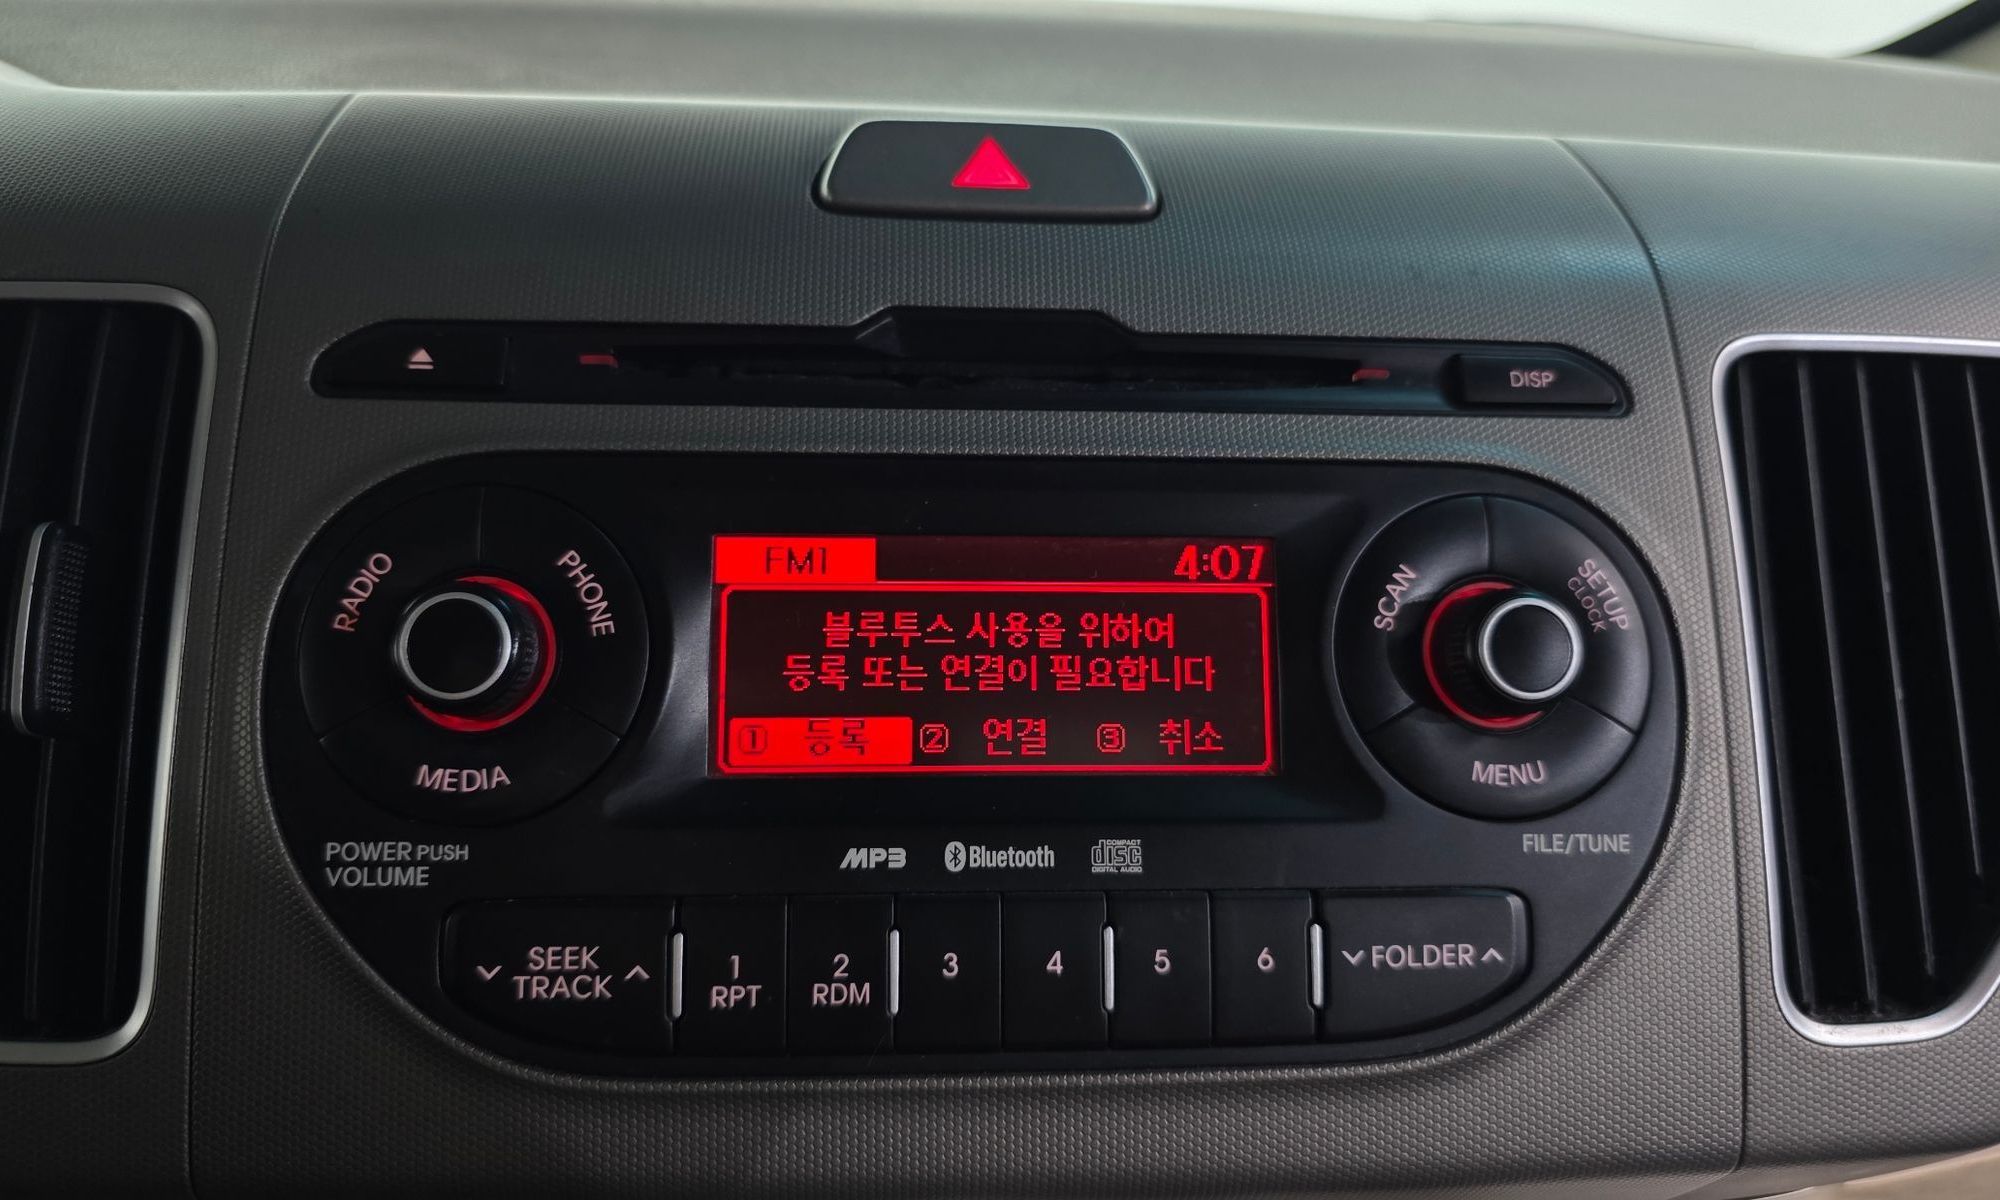 DISP
RADIO
PHONE
MEDIA
POWER PUSH
VOLUME
FM1 4:07
블루투스 사용을 위하여
등록 또는 연결이 필요합니다
1 등록 2 연결 3 취소
SCAN
SETUP
CLOCK
MENU
FILE/TUNE
MP3 Bluetooth COMPACT disc DIGITAL AUDIO
SEEK
TRACK
1
RPT
2
RDM
3
4
5
6
FOLDER